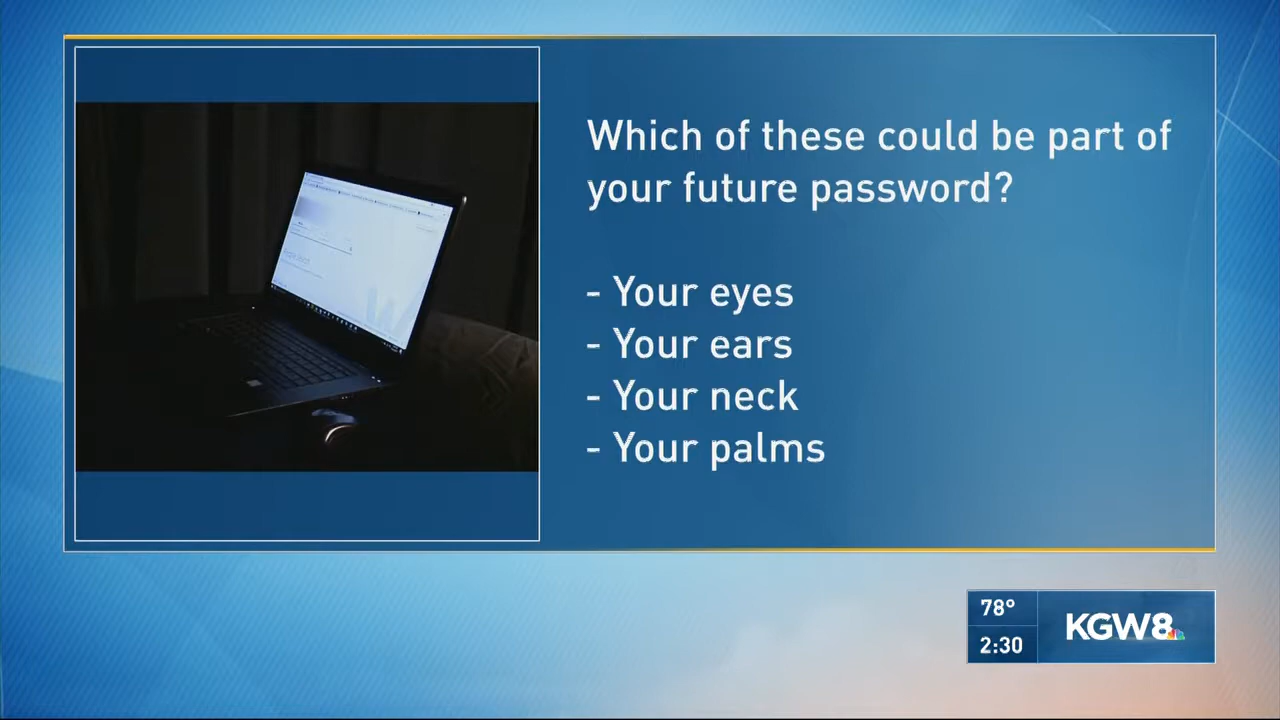 Which of these could be part of
your future password?
- Your eyes
- Your ears
- Your neck
- Your palms
78°
2:30
KGW8